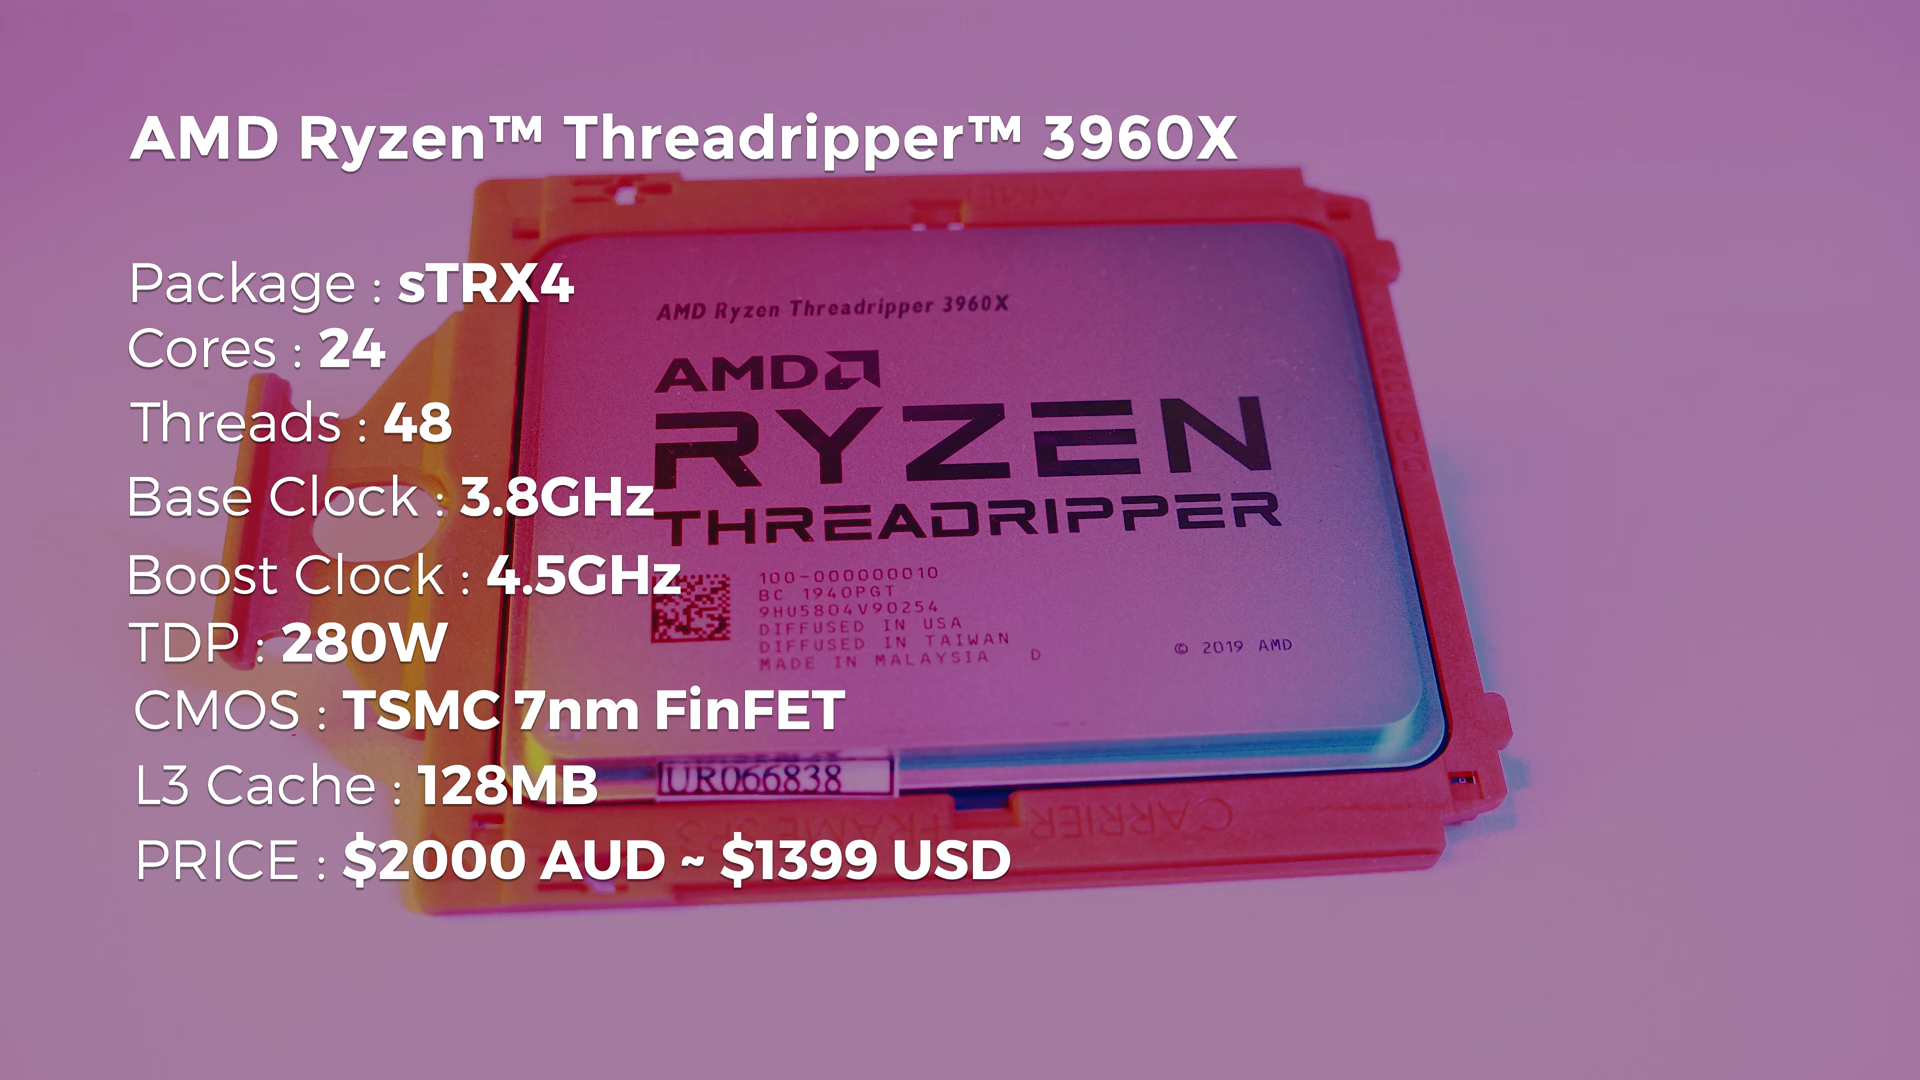 AMD Ryzen™ Threadripper™ 3960X
Package : sTRX4
Cores : 24
Threads : 48
Base Clock : 3.8GHz
Boost Clock : 4.5GHz
TDP : 280W
CMOS : TSMC 7nm FinFET
L3 Cache : 128MB
PRICE : $2000 AUD ~ $1399 USD
AMD Ryzen Threadripper 3960X
AMD
RYZEN
THREADRIPPER
100-000000010
BC 1940PGT
9HU5804V90254
DIFFUSED IN USA
DIFFUSED IN TAIWAN
MADE IN MALAYSIA D
© 2019 AMD
UR066838
CARRIER
FRAME